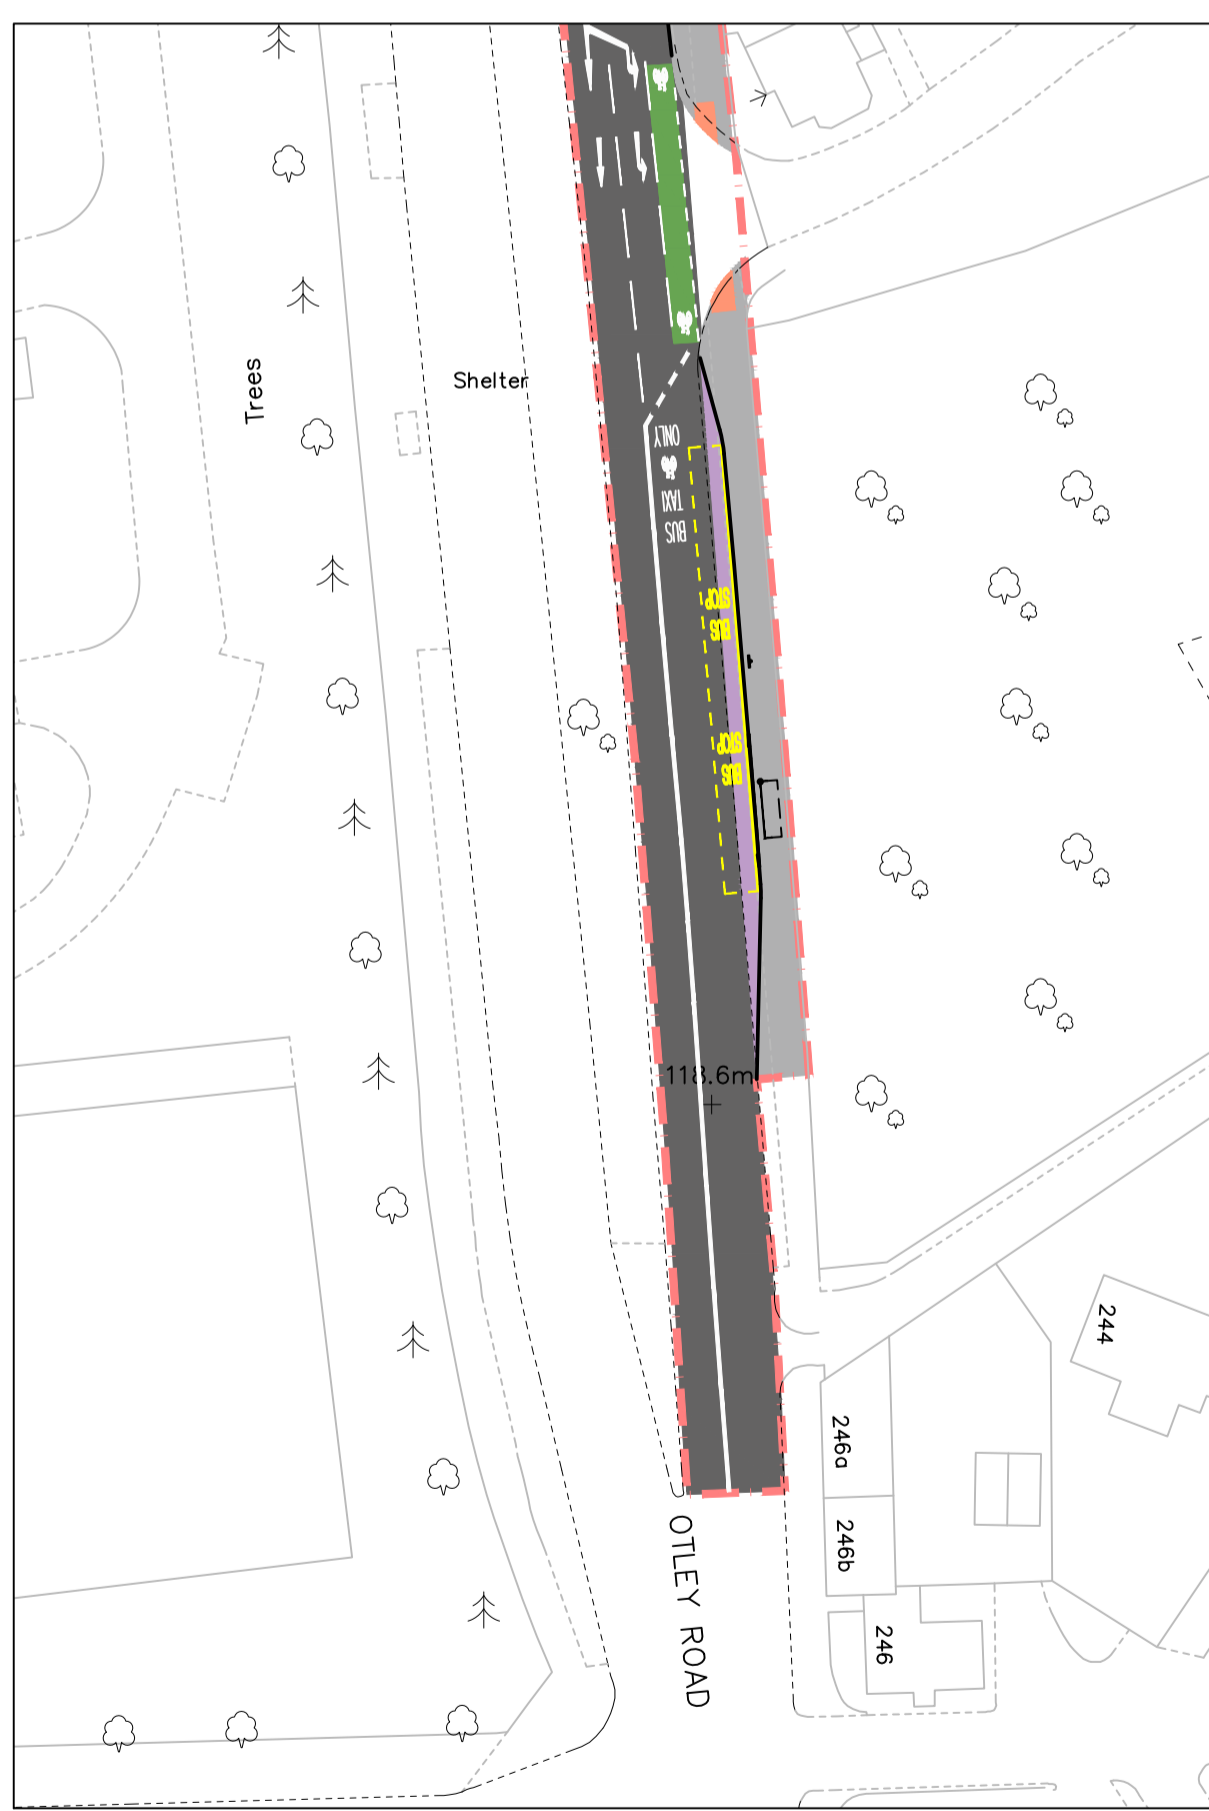 Trees
Shelter
ONLY
TAXI
BUS
STOP
BUS
STOP
BUS
118.6m
244
246a
246b
246
OTLEY ROAD